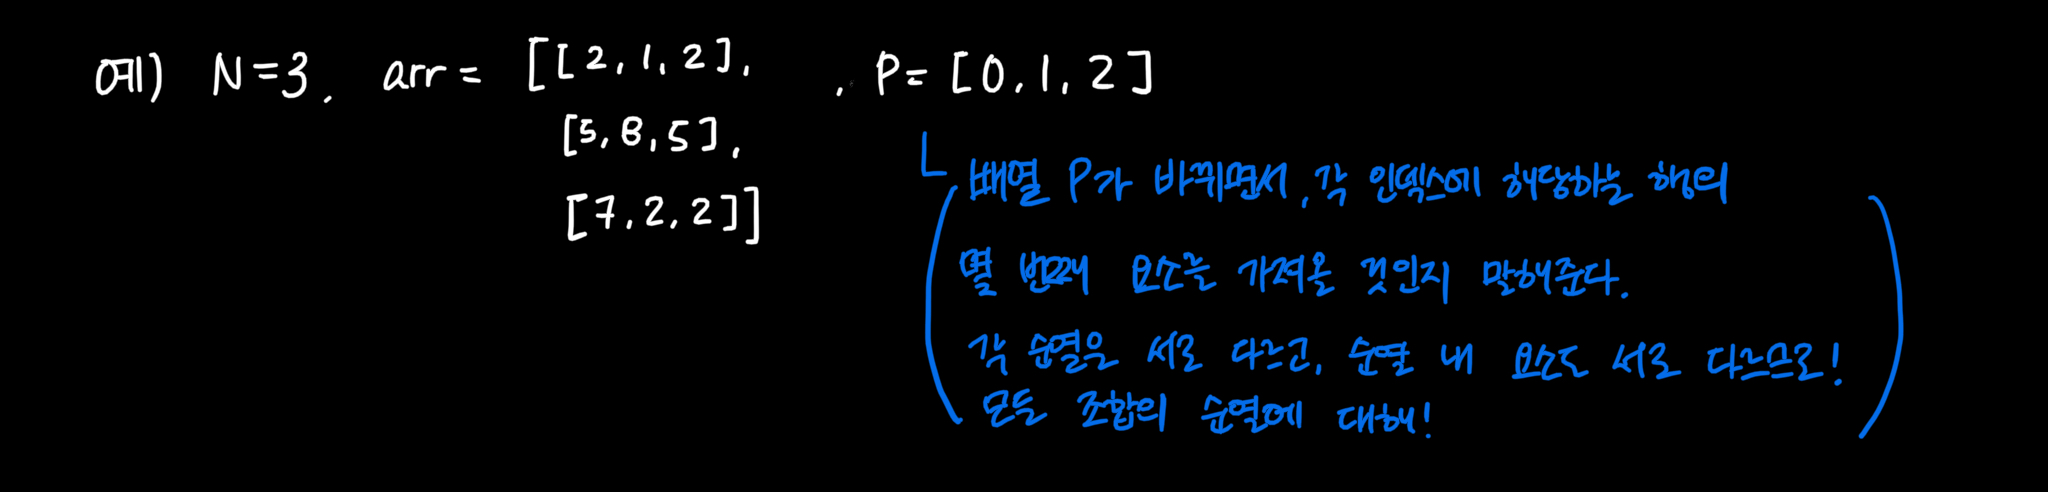 예) N=3, arr = [[2,1,2], , P= [0,1,2]
[5,8,5],
[7,2,2]]
배열 P가 바뀌면서, 각 인덱스에 해당하는 행의
몇 번째 요소를 가져올 것인지 말해준다.
각 순열은 서로 다르고, 순열 내 요소도 서로 다르므로!
모든 조합의 순열에 대해!